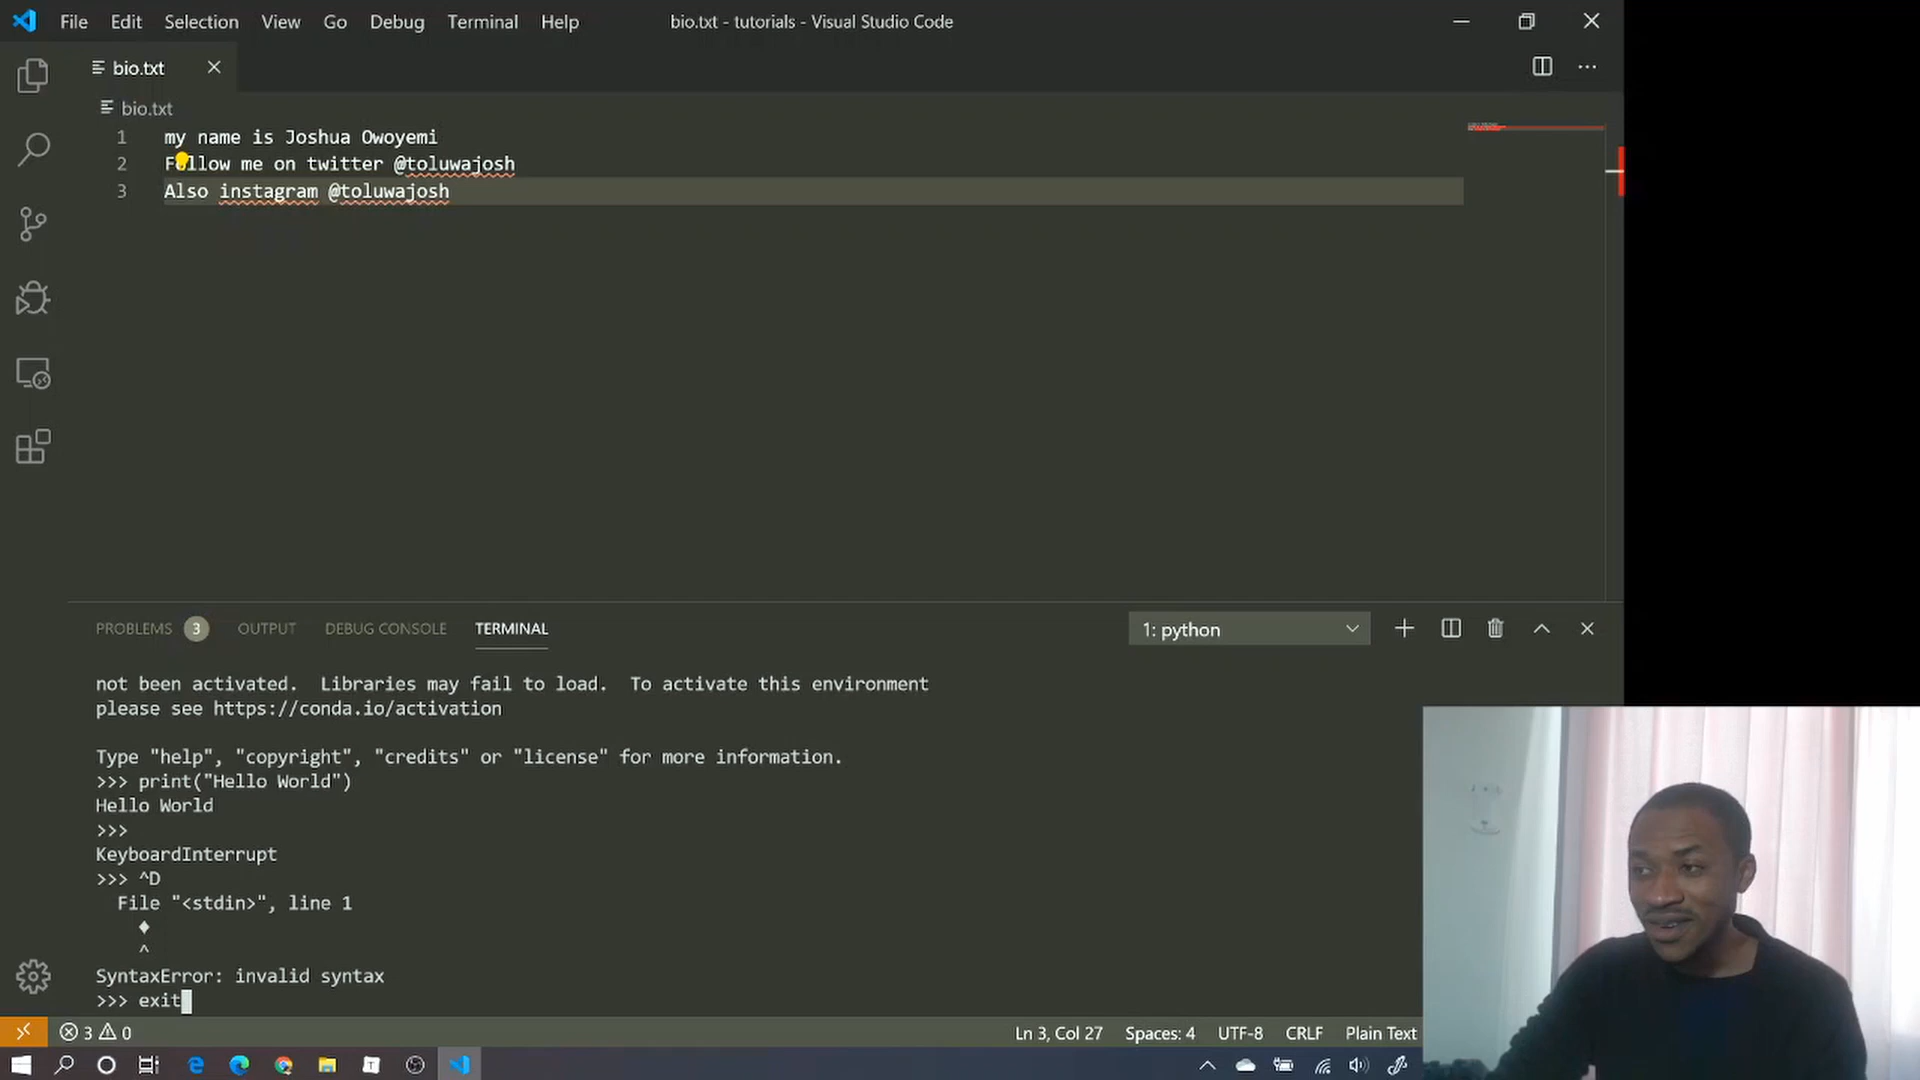 File Edit Selection View Go Debug Terminal Help bio.txt - tutorials - Visual Studio Code
bio.txt
bio.txt
1 my name is Joshua Owoyemi
2 Follow me on twitter @toluwajosh
3 Also instagram @toluwajosh
PROBLEMS 3 OUTPUT DEBUG CONSOLE TERMINAL 1: python
not been activated. Libraries may fail to load. To activate this environment
please see https://conda.io/activation
Type "help", "copyright", "credits" or "license" for more information.
>>> print("Hello World")
Hello World
>>>
KeyboardInterrupt
>>> ^D
File "<stdin>", line 1
♦
^
SyntaxError: invalid syntax
>>> exit
3 0 Ln 3, Col 27 Spaces: 4 UTF-8 CRLF Plain Text